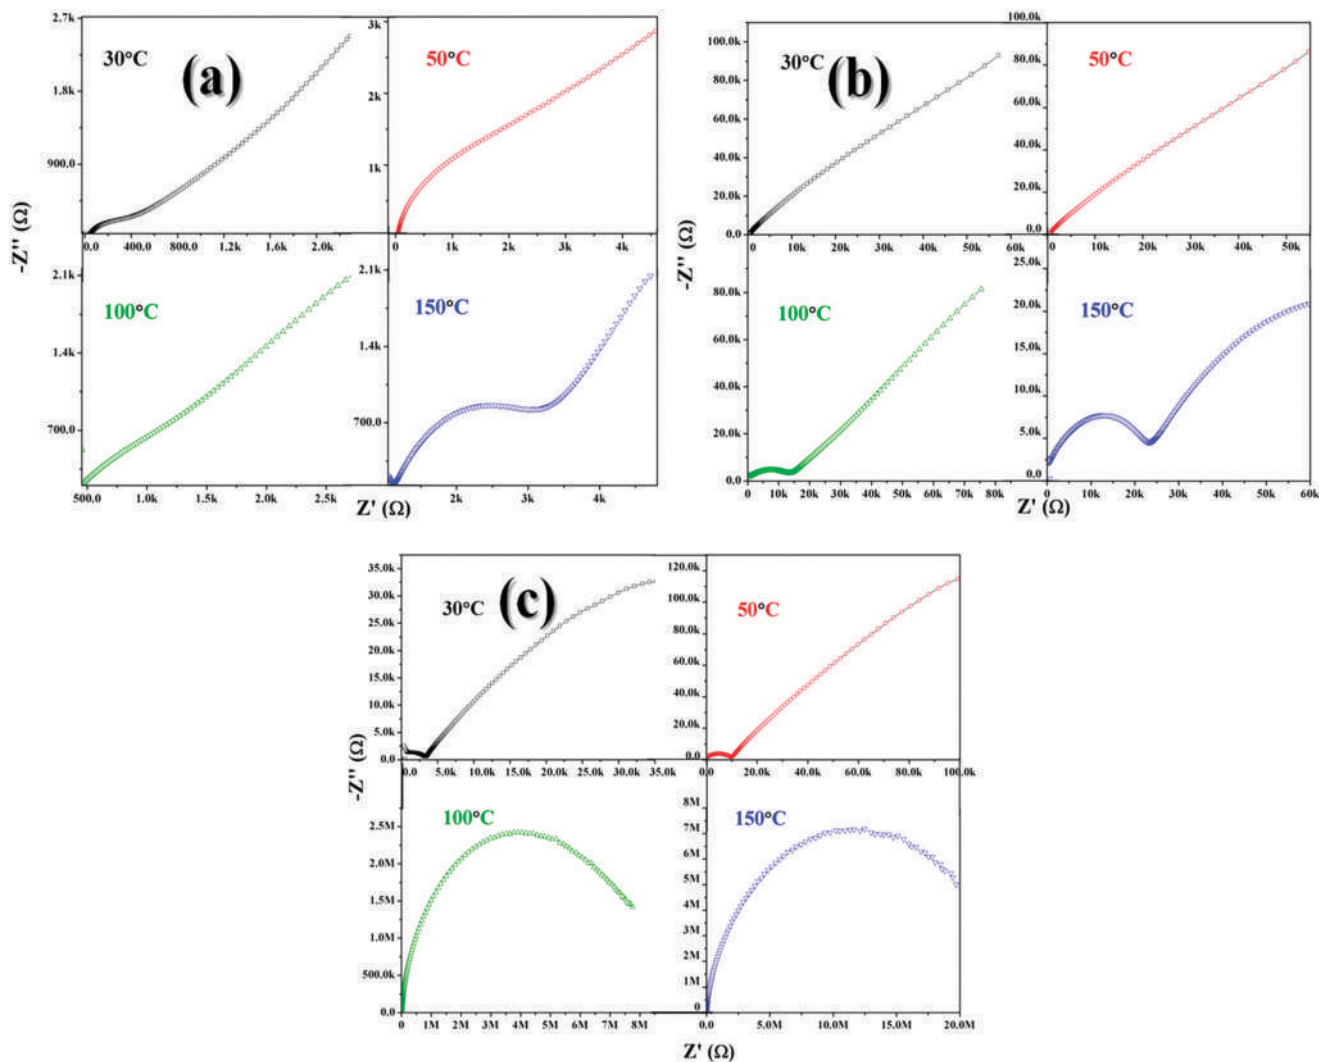 2.7k
1.8k
900.0
30°C
(a)
0.0 400.0 800.0 1.2k 1.6k 2.0k
3k
2k
1k
50°C
0 1k 2k 3k 4k
2.1k
1.4k
700.0
100°C
500.0 1.0k 1.5k 2.0k 2.5k
2.1k
1.4k
700.0
150°C
2k 3k 4k
-Z'' (Ω)
Z' (Ω)
100.0k
80.0k
60.0k
40.0k
20.0k
0.0
30°C
(b)
0 10k 20k 30k 40k 50k 60k
100.0k
80.0k
60.0k
40.0k
20.0k
0.0
50°C
0 10k 20k 30k 40k 50k
80.0k
60.0k
40.0k
20.0k
0.0
100°C
0 10k 20k 30k 40k 50k 60k 70k 80k
25.0k
20.0k
15.0k
10.0k
5.0k
0.0
150°C
0 10k 20k 30k 40k 50k 60k
-Z'' (Ω)
Z' (Ω)
37.5k
30.0k
25.0k
20.0k
15.0k
10.0k
5.0k
0.0
30°C
(c)
0.0 5.0k 10.0k 15.0k 20.0k 25.0k 30.0k 35.0k
120.0k
100.0k
80.0k
60.0k
40.0k
20.0k
0.0
50°C
0.0 20.0k 40.0k 60.0k 80.0k 100.0k
2.5M
2.0M
1.5M
1.0M
500.0k
0.0
100°C
0 1M 2M 3M 4M 5M 6M 7M 8M
8M
7M
6M
5M
4M
3M
2M
1M
0
150°C
0.0 5.0M 10.0M 15.0M 20.0M
-Z'' (Ω)
Z' (Ω)